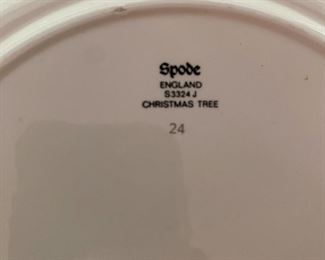 Spode
ENGLAND
S3324 J
CHRISTMAS TREE
24